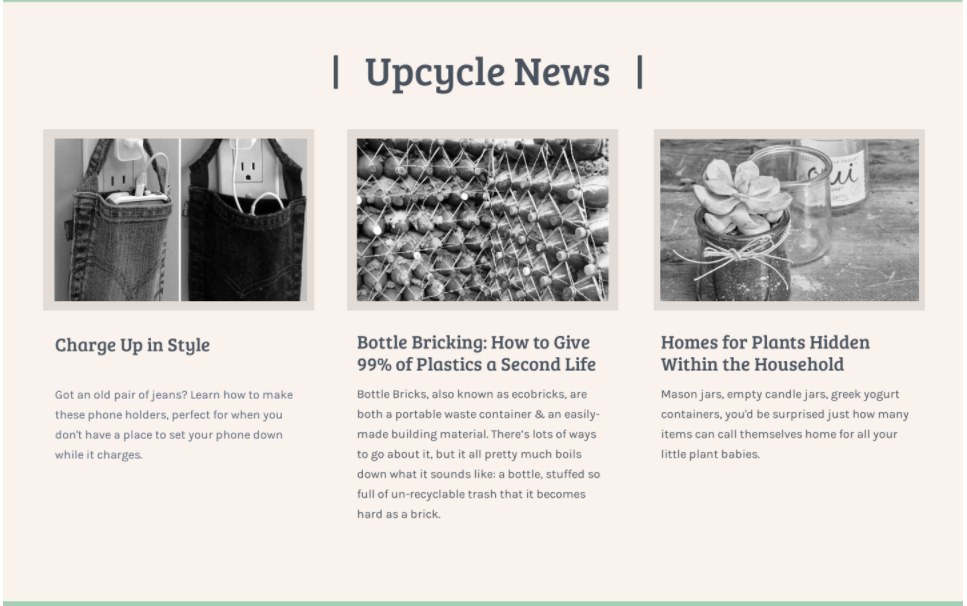 | Upcycle News |
Oui
Charge Up in Style
Got an old pair of jeans? Learn how to make
these phone holders, perfect for when you
don't have a place to set your phone down
while it charges.
Bottle Bricking: How to Give
99% of Plastics a Second Life
Bottle Bricks, also known as ecobricks, are
both a portable waste container & an easily-
made building material. There's lots of ways
to go about it, but it all pretty much boils
down what it sounds like: a bottle, stuffed so
full of un-recyclable trash that it becomes
hard as a brick.
Homes for Plants Hidden
Within the Household
Mason jars, empty candle jars, greek yogurt
containers, you'd be surprised just how many
items can call themselves home for all your
little plant babies.